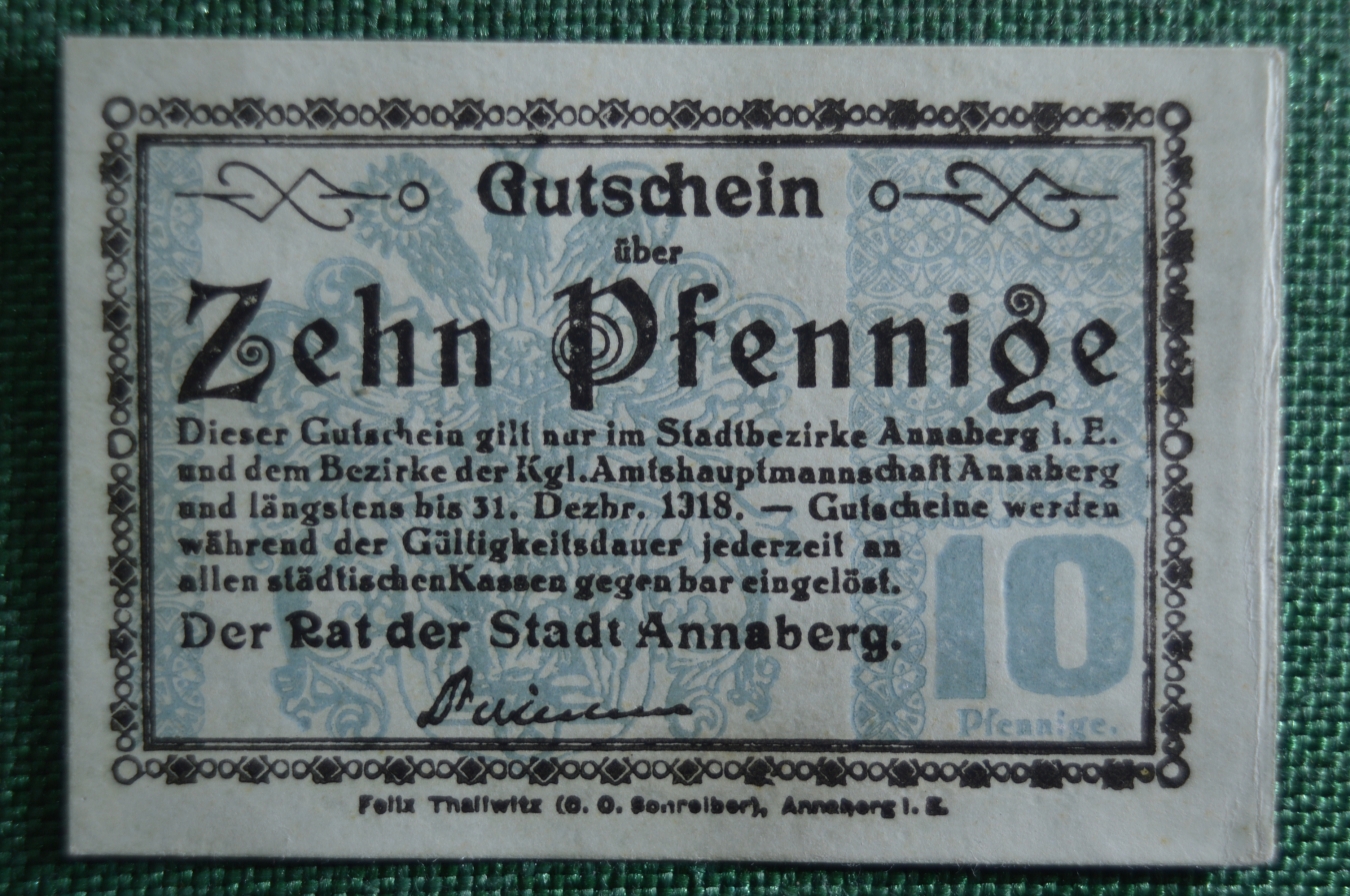 Gutschein
über
Zehn Pfennige
Dieser Gutschein gilt nur im Stadtbezirke Annaberg i. E.
und dem Bezirke der Kgl. Amtshauptmannschaft Annaberg
und längstens bis 31. Dezbr. 1918. — Gutscheine werden
während der Gültigkeitsdauer jederzeit an
allen städtischen Kassen gegen bar eingelöst.
Der Rat der Stadt Annaberg.
10
Pfennige.
Felix Thallwitz (C. O. Schreiber), Annaberg i. E.